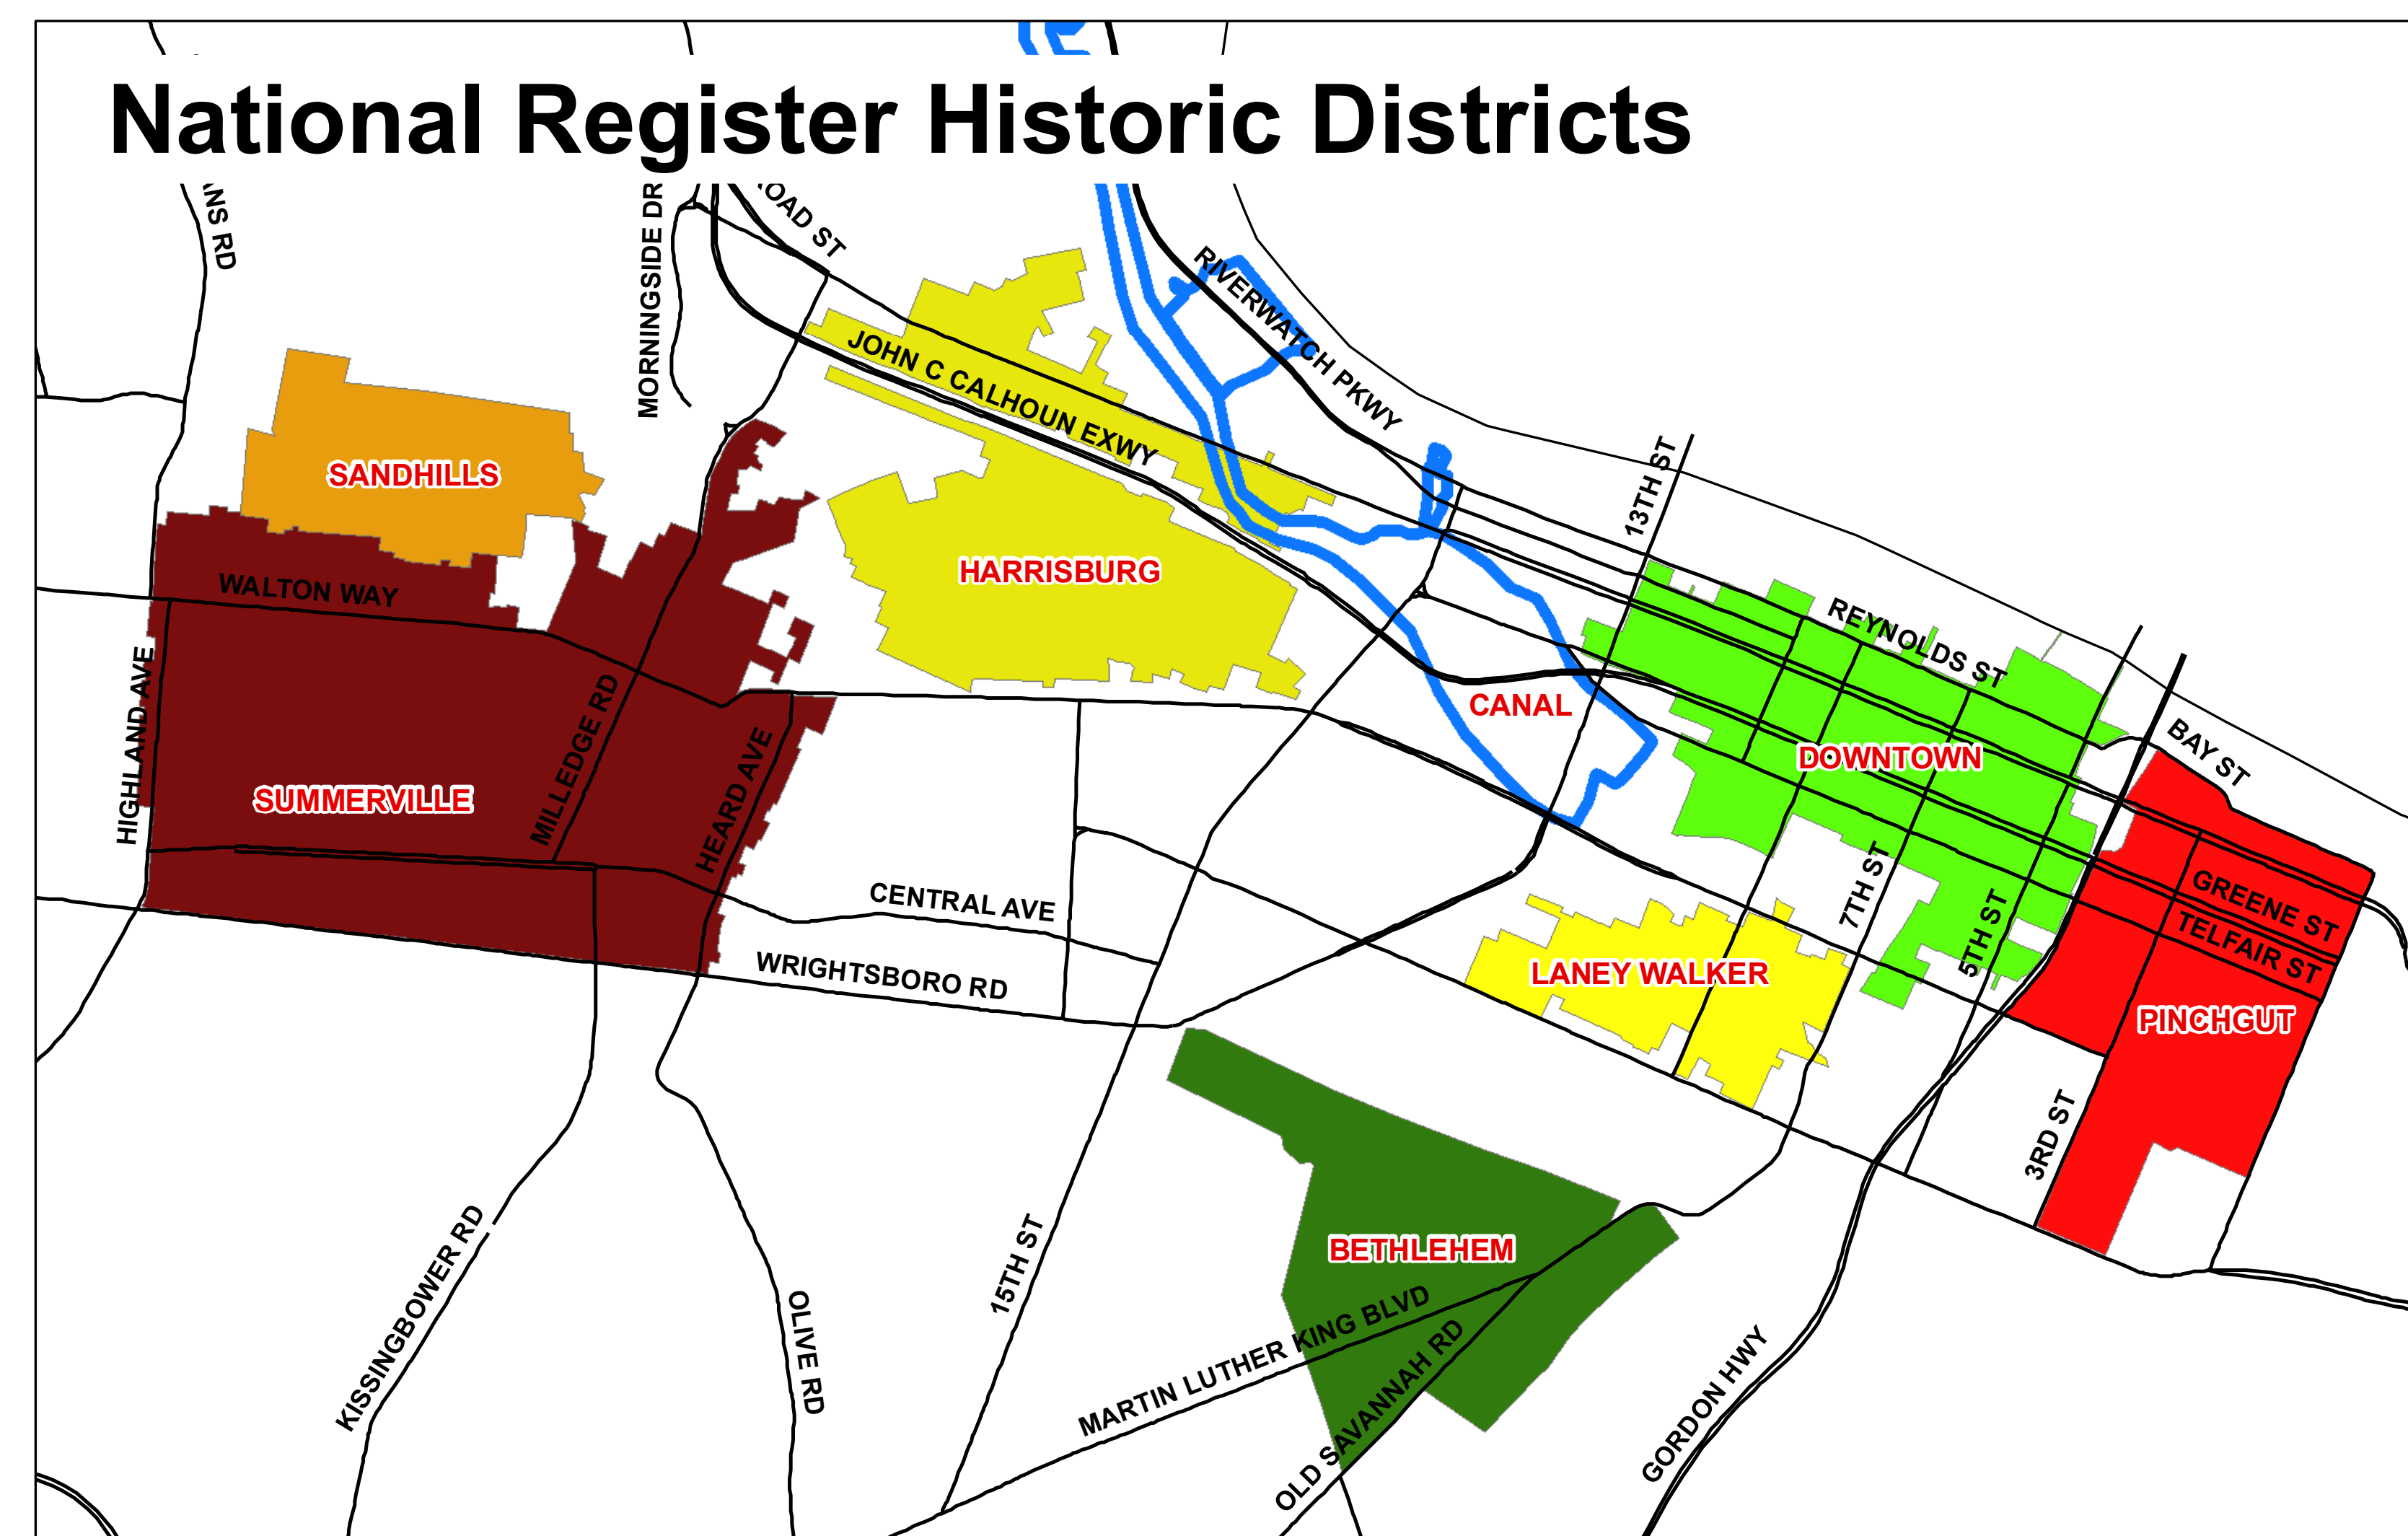 National Register Historic Districts
NS RD
MORNINGSIDE DR
OAD ST
RIVERWATCH PKWY
JOHN C CALHOUN EXWY
SANDHILLS
13TH ST
HARRISBURG
WALTON WAY
REYNOLDS ST
HIGHLAND AVE
MILLEDGE RD
HEARD AVE
CANAL
BAY ST
DOWNTOWN
SUMMERVILLE
CENTRAL AVE
7TH ST
5TH ST
GREENE ST
TELFAIR ST
WRIGHTSBORO RD
LANEY WALKER
PINCHGUT
3RD ST
KISSINGBOWER RD
OLIVE RD
15TH ST
BETHLEHEM
MARTIN LUTHER KING BLVD
OLD SAVANNAH RD
GORDON HWY